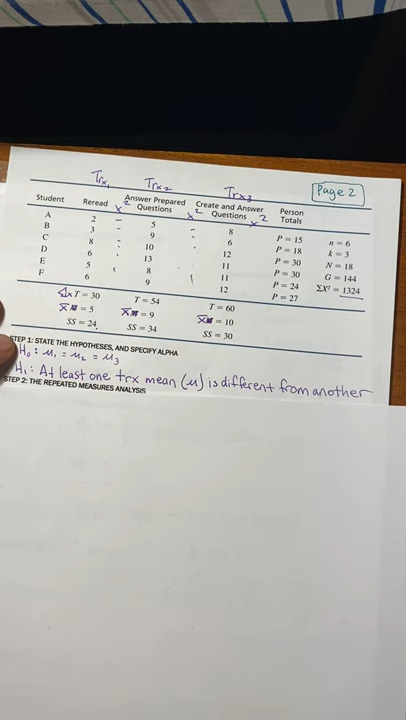 Trx1 Trx2 Trx3 Page 2
Student Reread X² Answer Prepared Questions X² Create and Answer Questions X² Person Totals
A 2 5 8 P = 15 n = 6
B 3 9 6 P = 18 k = 3
C 8 10 12 P = 30 N = 18
D 6 13 11 P = 30 G = 144
E 5 8 11 P = 24 ΣX² = 1324
F 6 9 12 P = 27
T = 30 T = 54 T = 60
X̄ = 5 X̄ = 9 X̄ = 10
SS = 24 SS = 34 SS = 30
STEP 1: STATE THE HYPOTHESES, AND SPECIFY ALPHA
H₀: μ₁ = μ₂ = μ₃
H₁: At least one trx mean (μ) is different from another
STEP 2: THE REPEATED MEASURES ANALYSIS